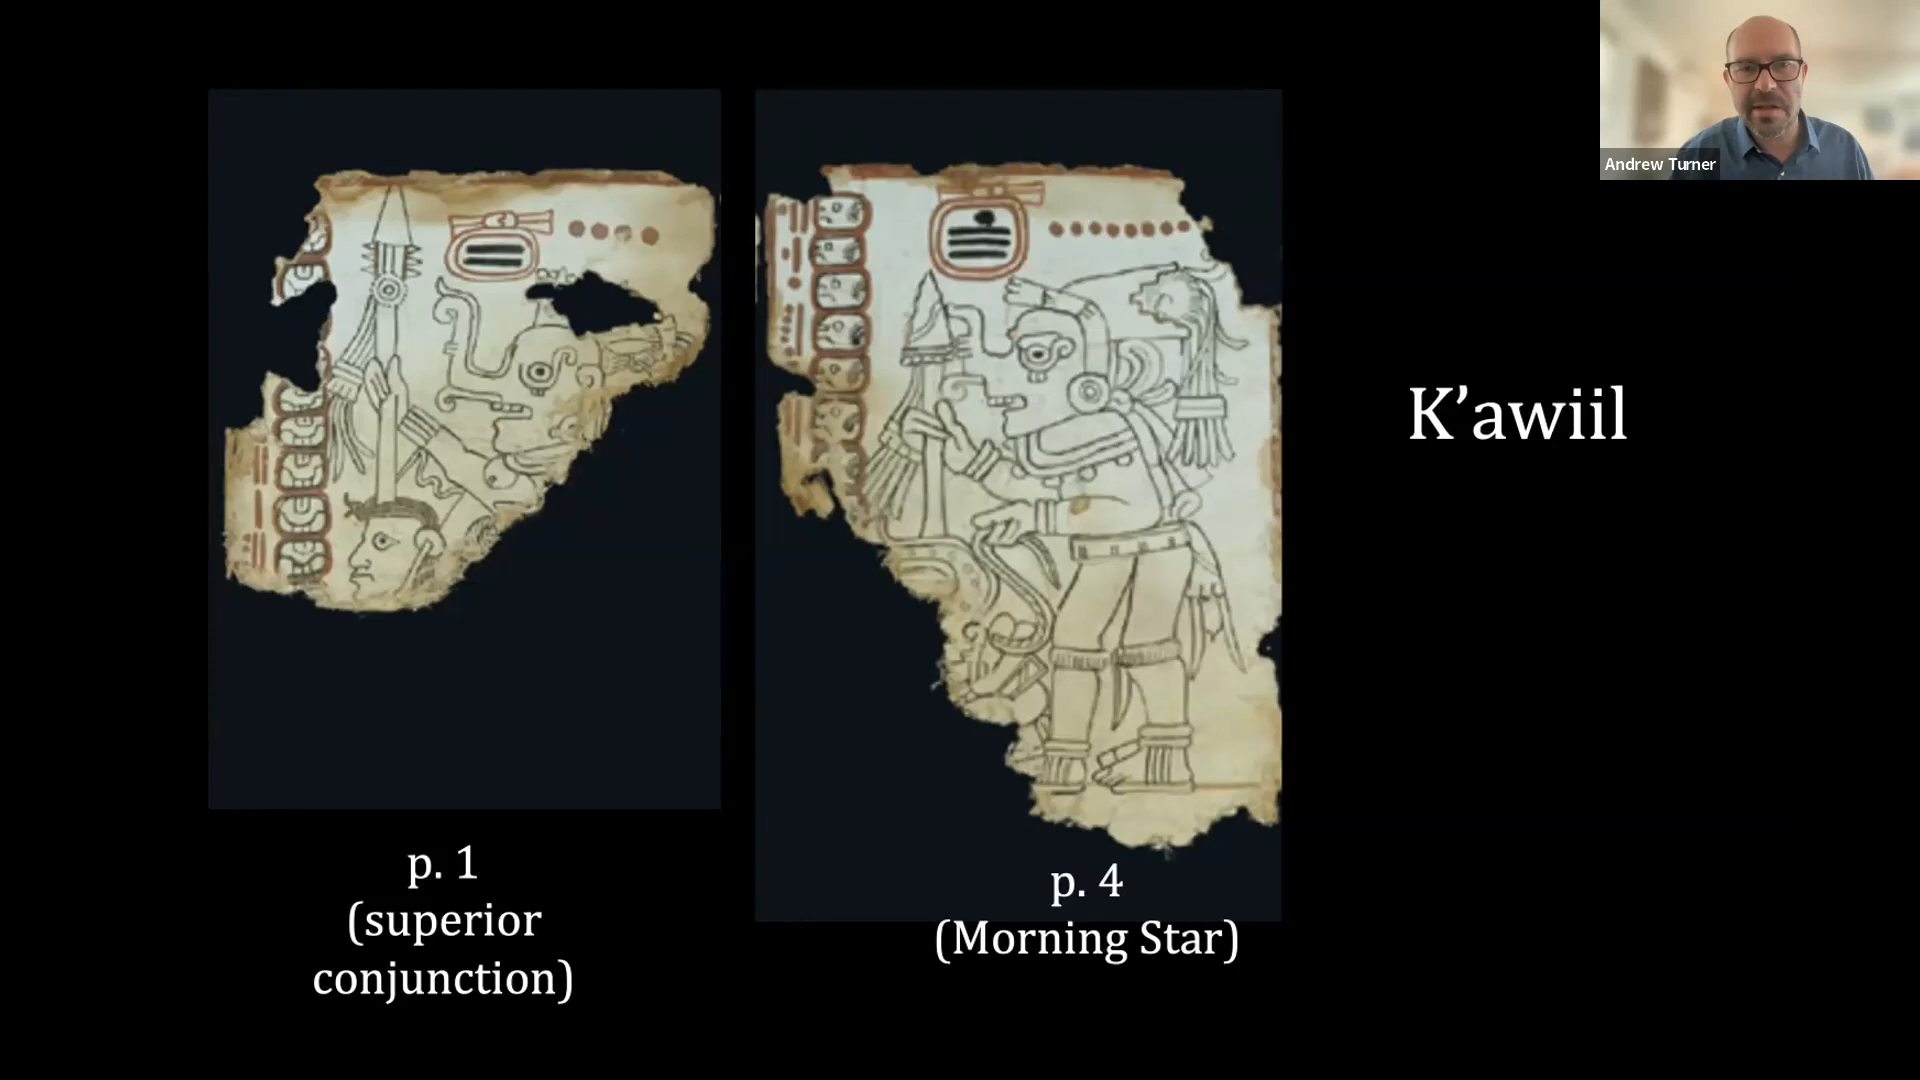 Andrew Turner
K’awiil
p. 1
(superior
conjunction)
p. 4
(Morning Star)